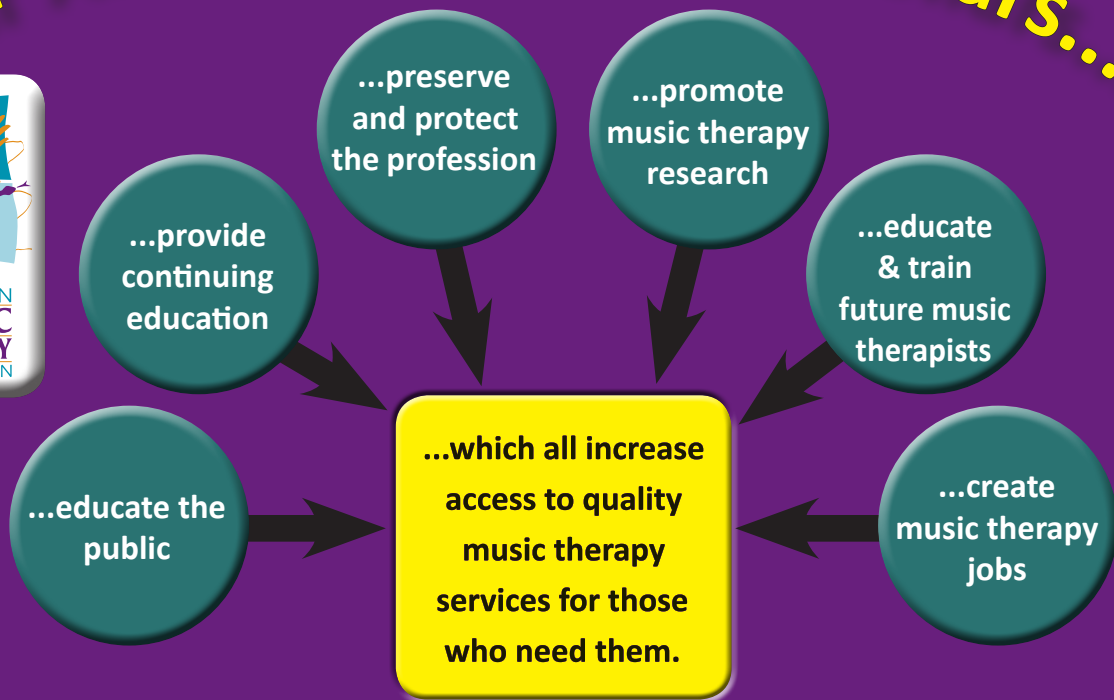 ...preserve
and protect
the profession
...promote
music therapy
research
...provide
continuing
education
...educate
& train
future music
therapists
...educate the
public
...create
music therapy
jobs
...which all increase
access to quality
music therapy
services for those
who need them.